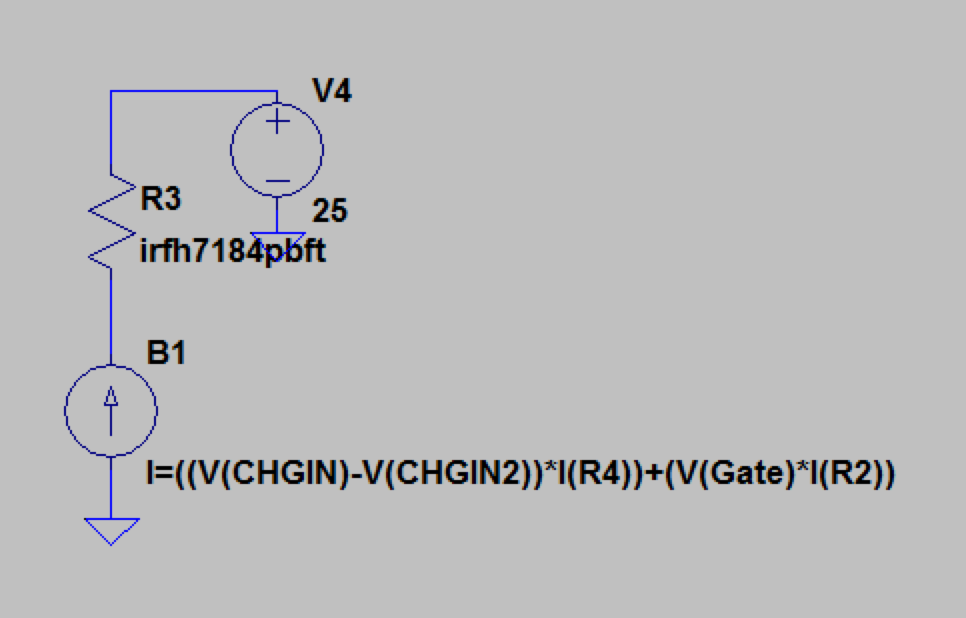 V4
R3
25
irfh7184pbft
B1
I=((V(CHGIN)-V(CHGIN2))*I(R4))+(V(Gate)*I(R2))